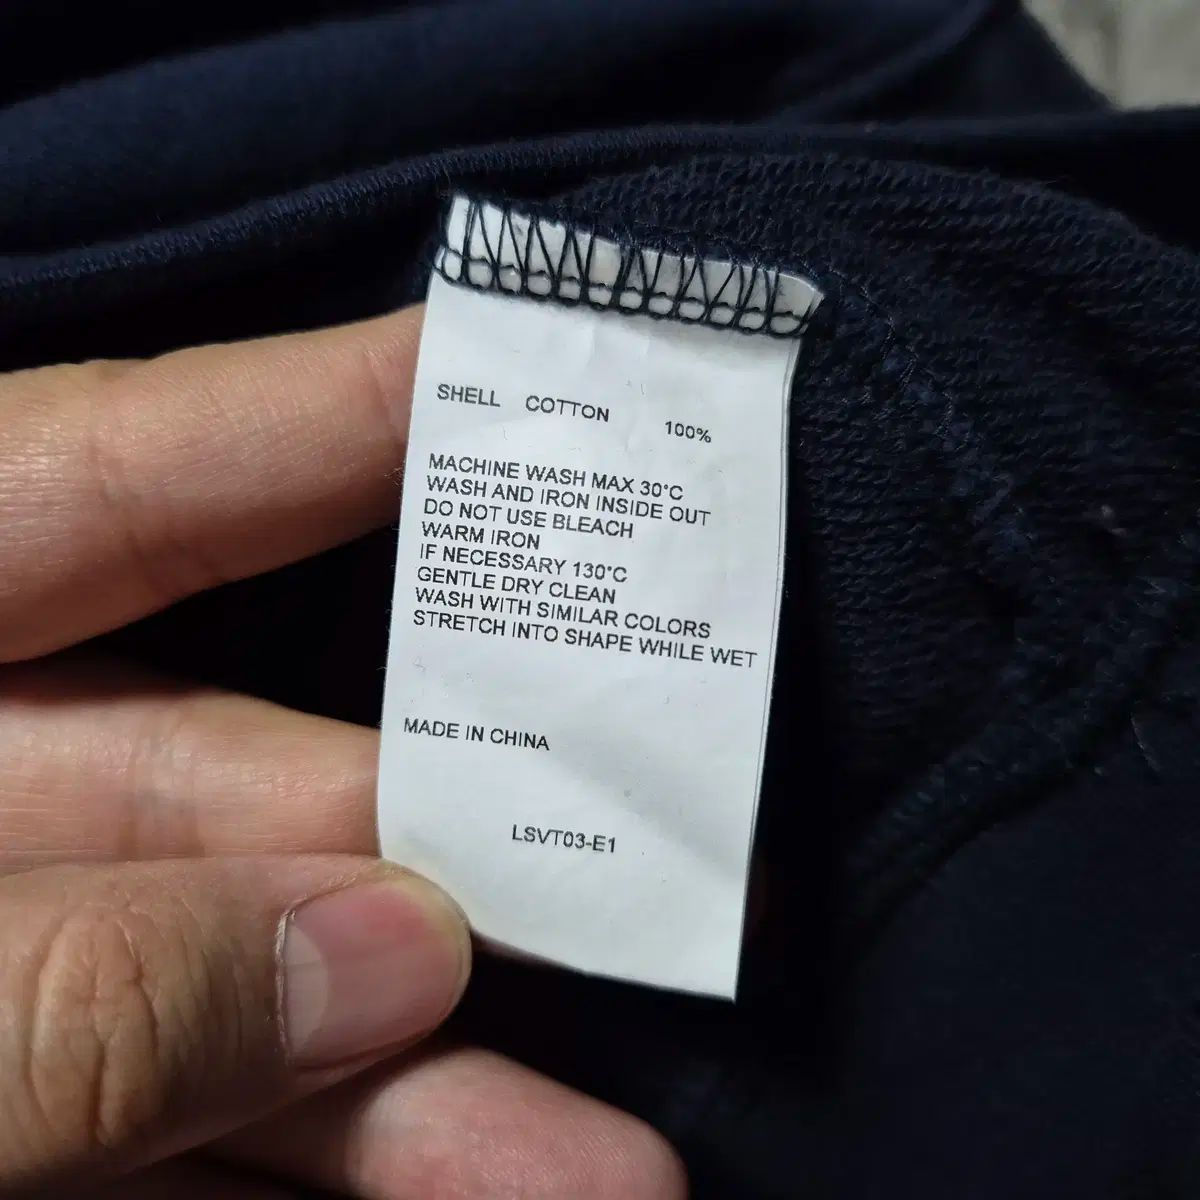 SHELL COTTON 100%
MACHINE WASH MAX 30°C
WASH AND IRON INSIDE OUT
DO NOT USE BLEACH
WARM IRON
IF NECESSARY 130°C
GENTLE DRY CLEAN
WASH WITH SIMILAR COLORS
STRETCH INTO SHAPE WHILE WET
MADE IN CHINA
LSVT03-E1